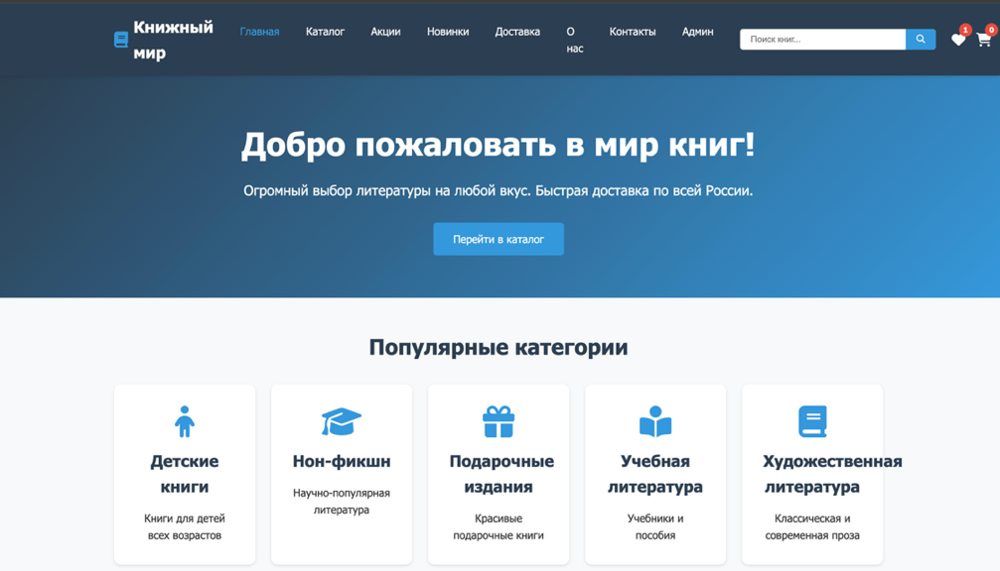 Книжный
мир
Главная
Каталог
Акции
Новинки
Доставка
О
нас
Контакты
Админ
Поиск книг...
1
0
Добро пожаловать в мир книг!
Огромный выбор литературы на любой вкус. Быстрая доставка по всей России.
Перейти в каталог
Популярные категории
Детские
книги
Книги для детей
всех возрастов
Нон-фикшн
Научно-популярная
литература
Подарочные
издания
Красивые
подарочные книги
Учебная
литература
Учебники и
пособия
Художественная
литература
Классическая и
современная проза